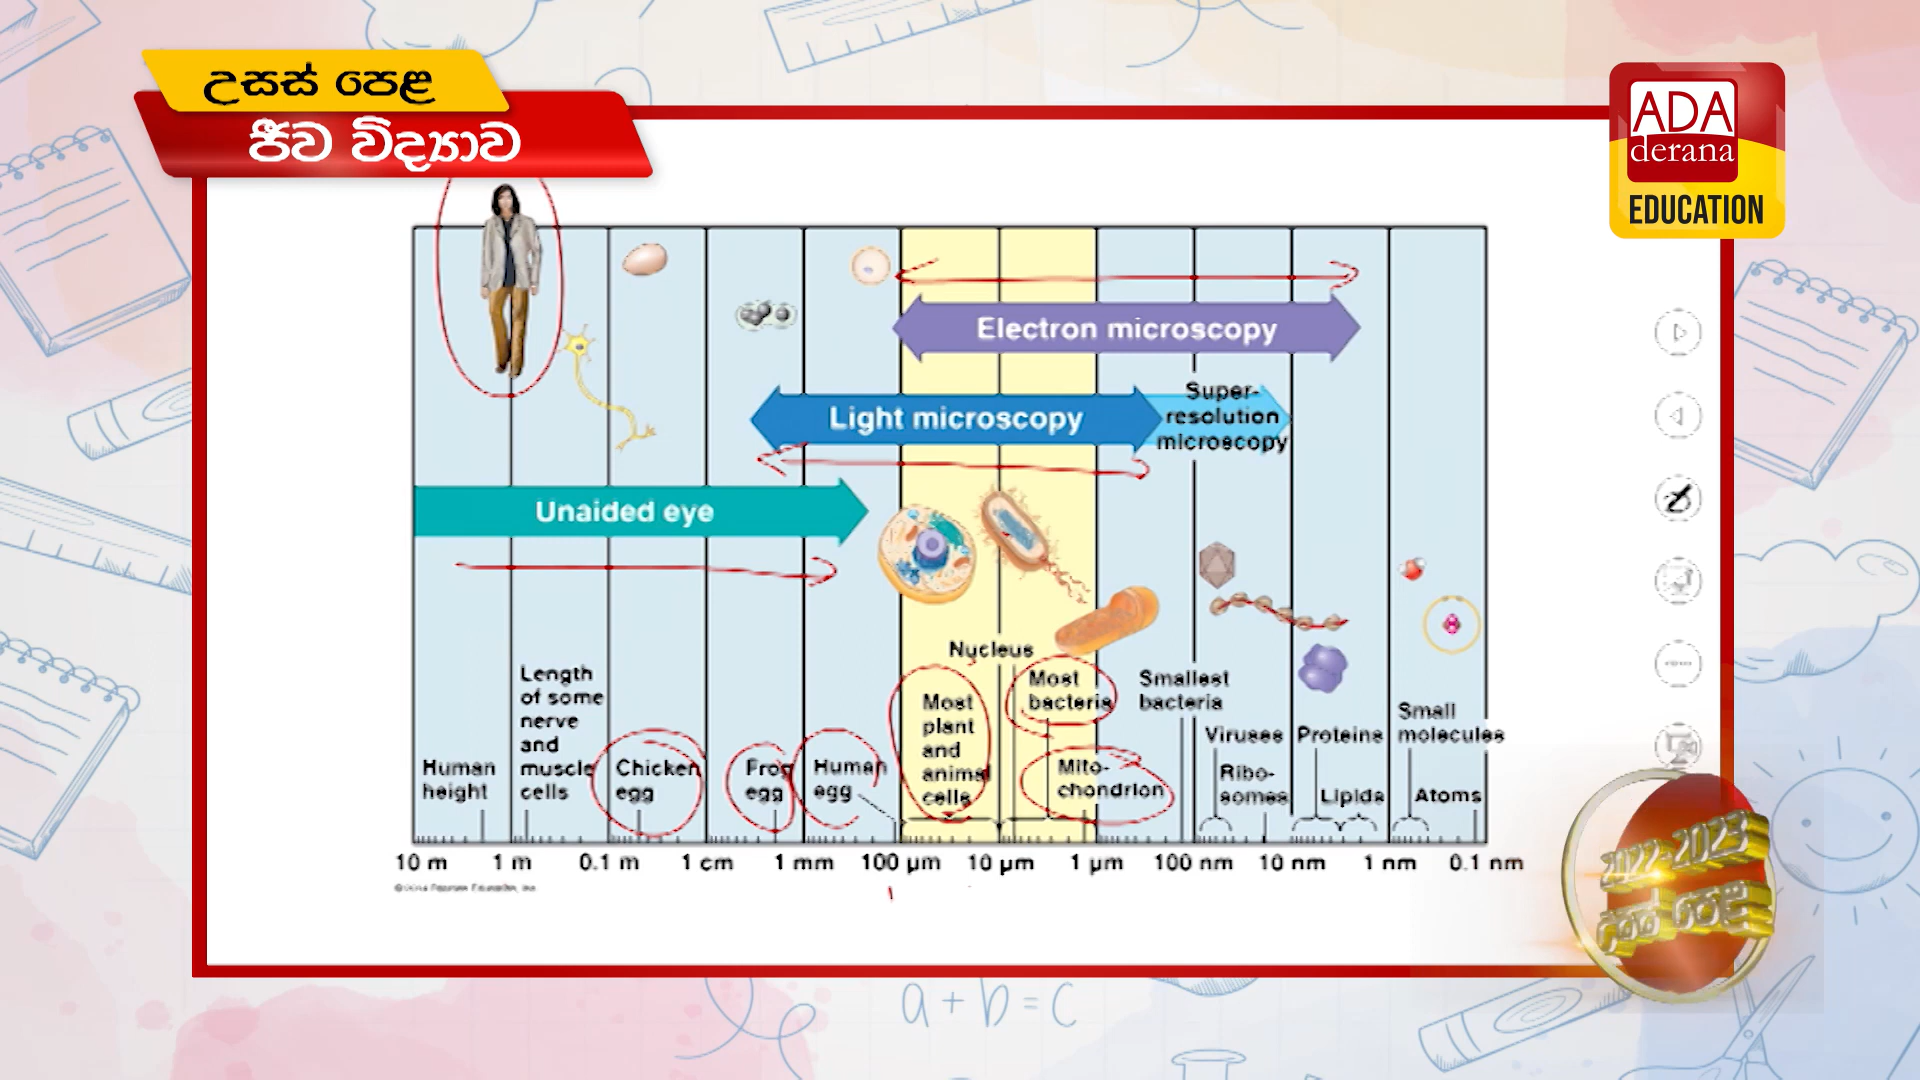 උසස් පෙළ
ජීව විද්‍යාව
ADA
derana
EDUCATION
Electron microscopy
Light microscopy
Super-
resolution
microscopy
Unaided eye
Nucleus
Human
height
Length
of some
nerve
and
muscle
cells
Chicken
egg
Frog
egg
Human
egg
Most
plant
and
animal
cells
Most
bacteria
Mito-
chondrion
Smallest
bacteria
Viruses
Ribo-
somes
Proteins
Lipids
Small
molecules
Atoms
10 m 1 m 0.1 m 1 cm 1 mm 100 µm 10 µm 1 µm 100 nm 10 nm 1 nm 0.1 nm
2022-2023
උසස් පෙළ
a + b = c